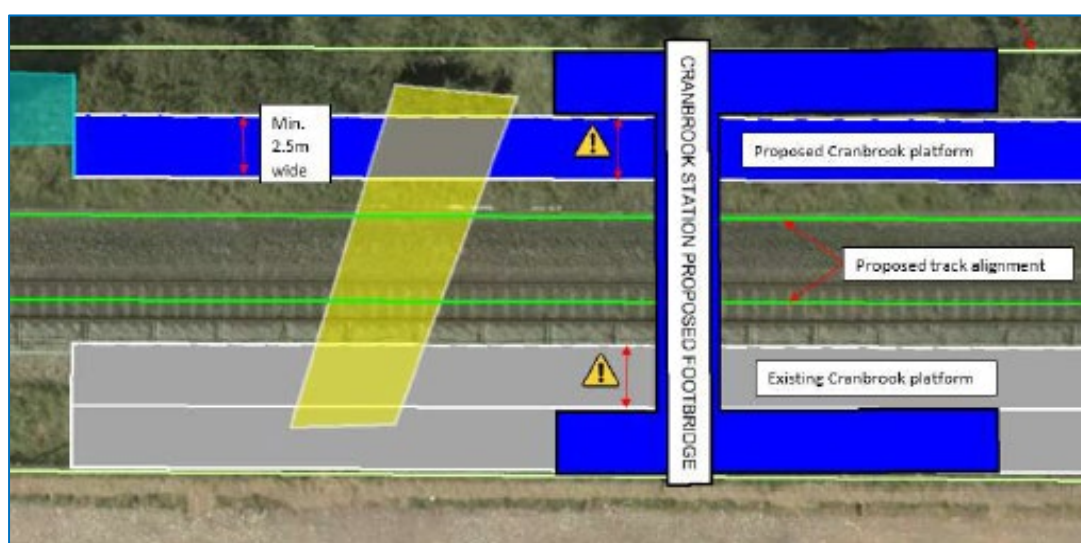 Min.
2.5m
wide
CRANBROOK STATION PROPOSED FOOTBRIDGE
Proposed Cranbrook platform
Proposed track alignment
Existing Cranbrook platform